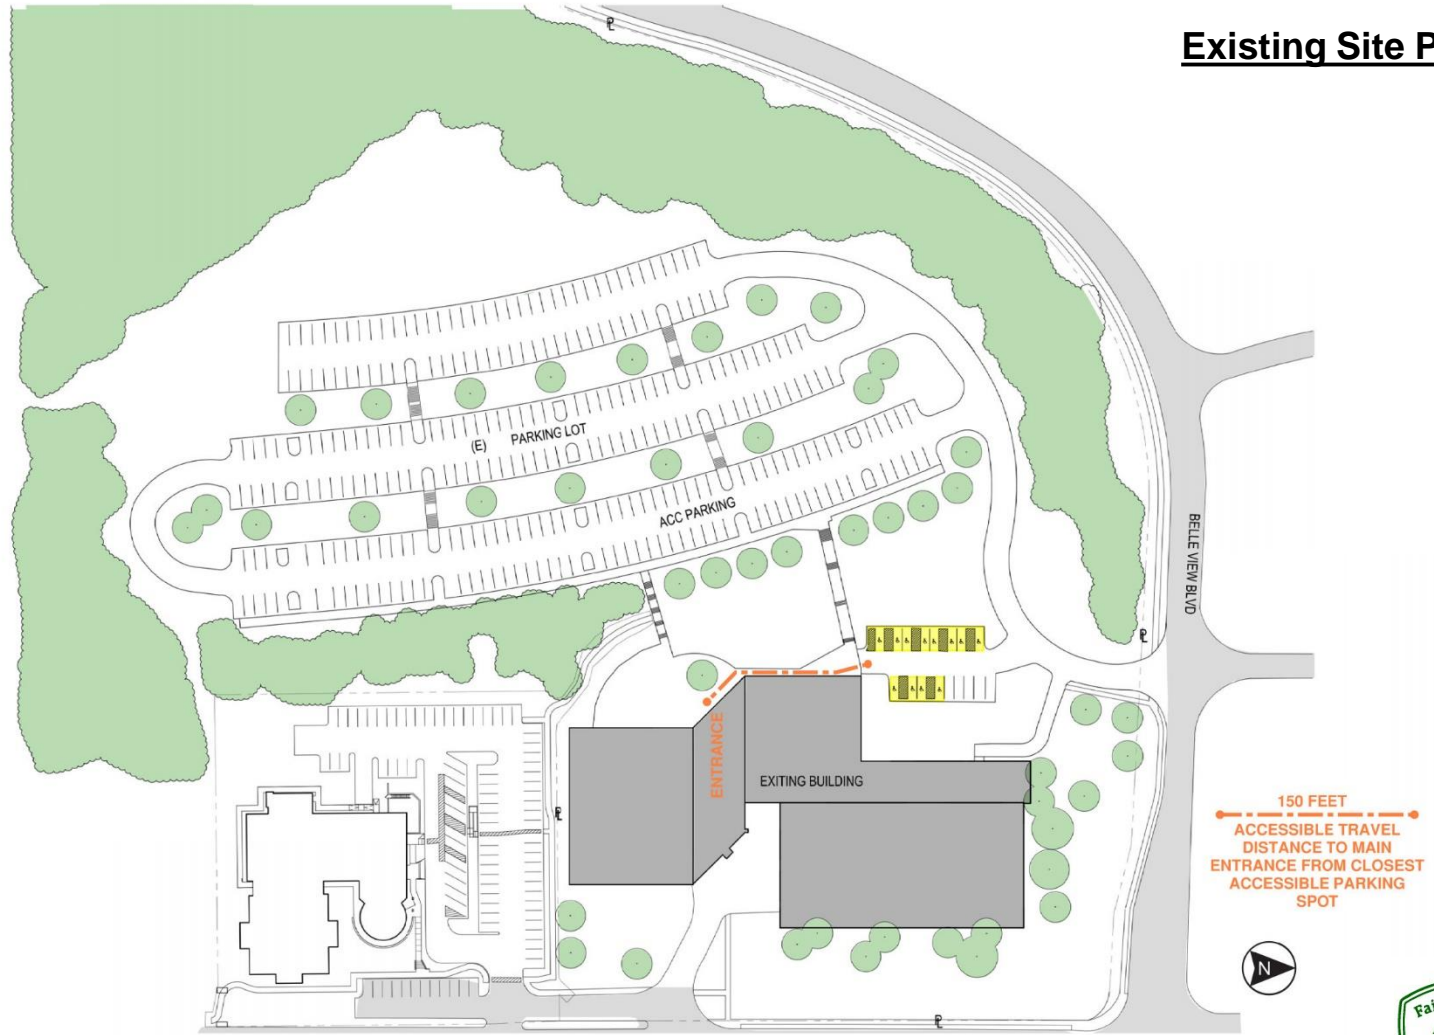 Existing Site P
(E) PARKING LOT
ACC PARKING
BELLE VIEW BLVD
ENTRANCE
EXITING BUILDING
150 FEET
ACCESSIBLE TRAVEL
DISTANCE TO MAIN
ENTRANCE FROM CLOSEST
ACCESSIBLE PARKING
SPOT
N
Fai